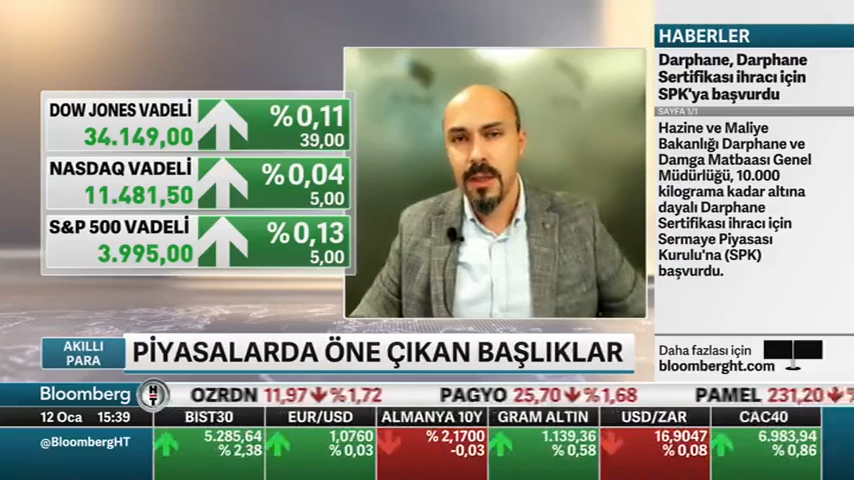 DOW JONES VADELİ
34.149,00
%0,11
39,00
NASDAQ VADELİ
11.481,50
%0,04
5,00
S&P 500 VADELİ
3.995,00
%0,13
5,00
HABERLER
Darphane, Darphane
Sertifikası ihracı için
SPK'ya başvurdu
SAYFA 1/1
Hazine ve Maliye
Bakanlığı Darphane ve
Damga Matbaası Genel
Müdürlüğü, 10.000
kilograma kadar altına
dayalı Darphane
Sertifikası ihracı için
Sermaye Piyasası
Kurulu'na (SPK)
başvurdu.
Daha fazlası için
bloomberght.com
AKILLI
PARA
PİYASALARDA ÖNE ÇIKAN BAŞLIKLAR
Bloomberg HT
OZRDN 11,97 %1,72 PAGYO 25,70 %1,68 PAMEL 231,20 %
12 Oca 15:39
@BloombergHT
BIST30
5.285,64
% 2,38
EUR/USD
1,0760
% 0,03
ALMANYA 10Y
% 2,1700
-0,03
GRAM ALTIN
1.139,36
% 0,58
USD/ZAR
16,9047
% 0,08
CAC40
6.983,94
% 0,86